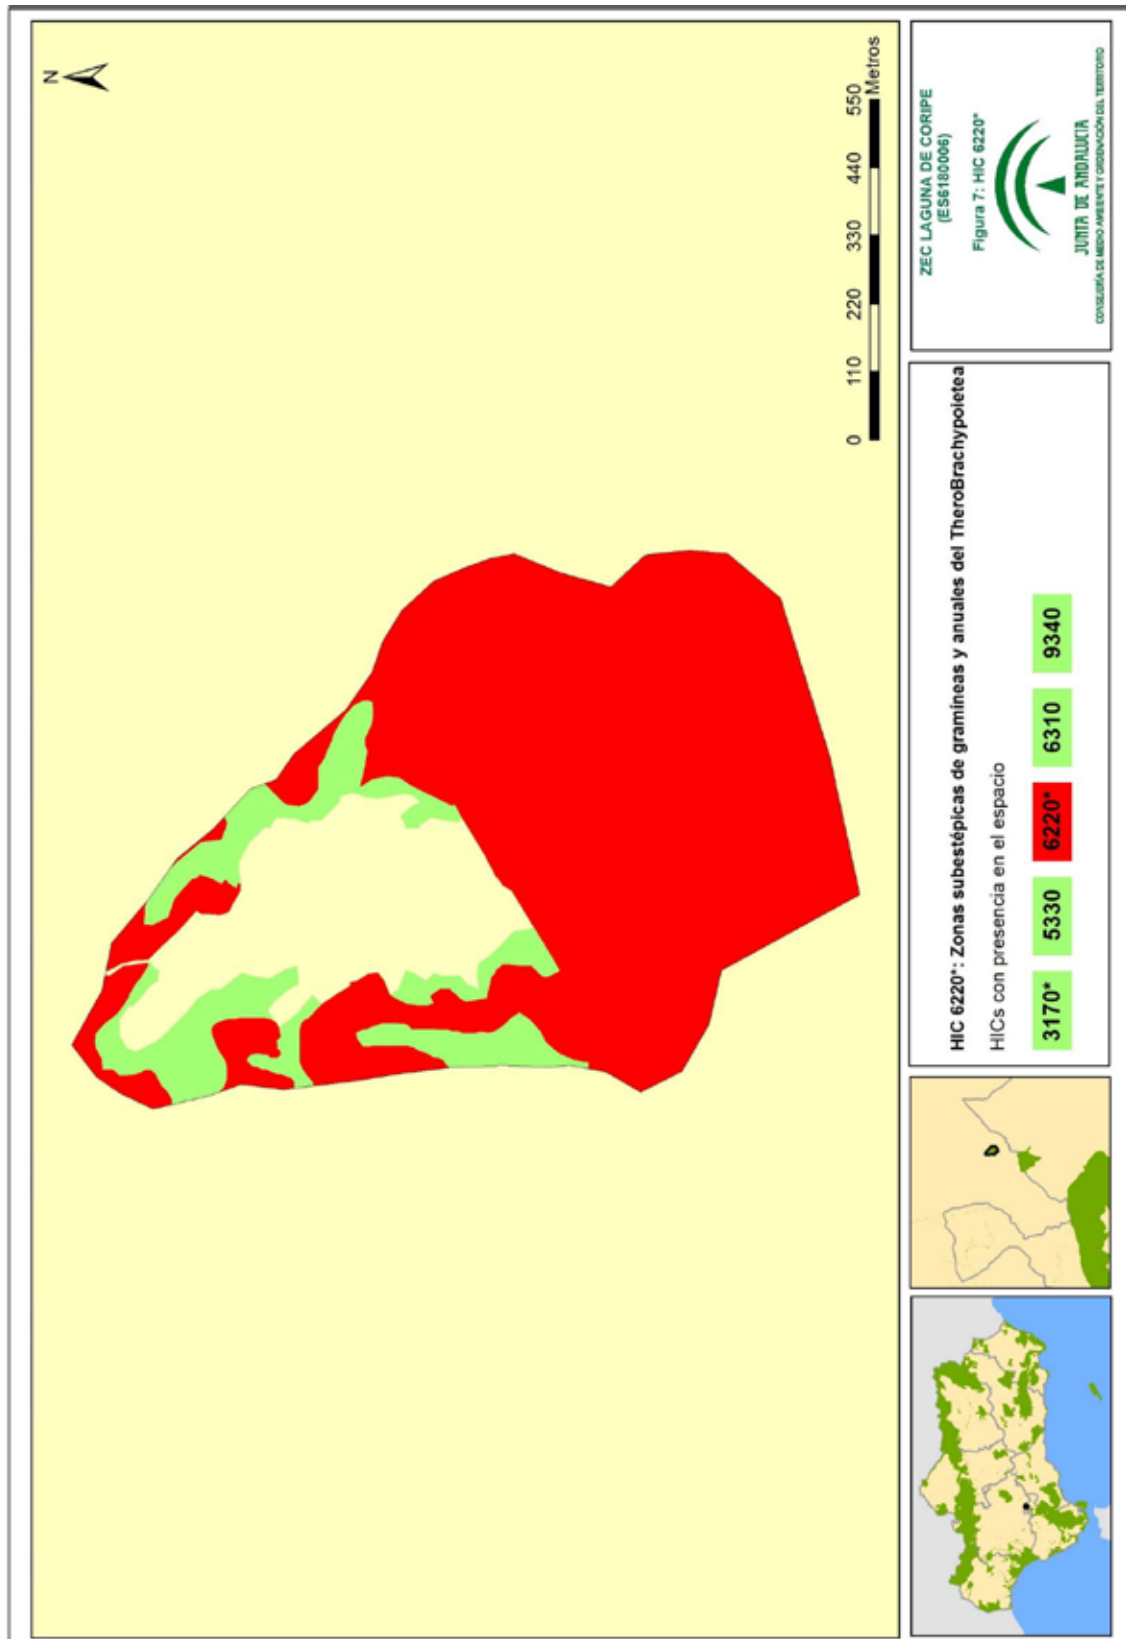 N
0 110 220 330 440 550
Metros
HIC 6220*: Zonas subestépicas de gramíneas y anuales del TheroBrachypoietea
HICs con presencia en el espacio
3170* 5330 6220* 6310 9340
ZEC LAGUNA DE CORIPE
(ES6180006)
Figura 7: HIC 6220*
JUNTA DE ANDALUCIA
CONSEJERÍA DE MEDIO AMBIENTE Y ORDENACIÓN DEL TERRITORIO